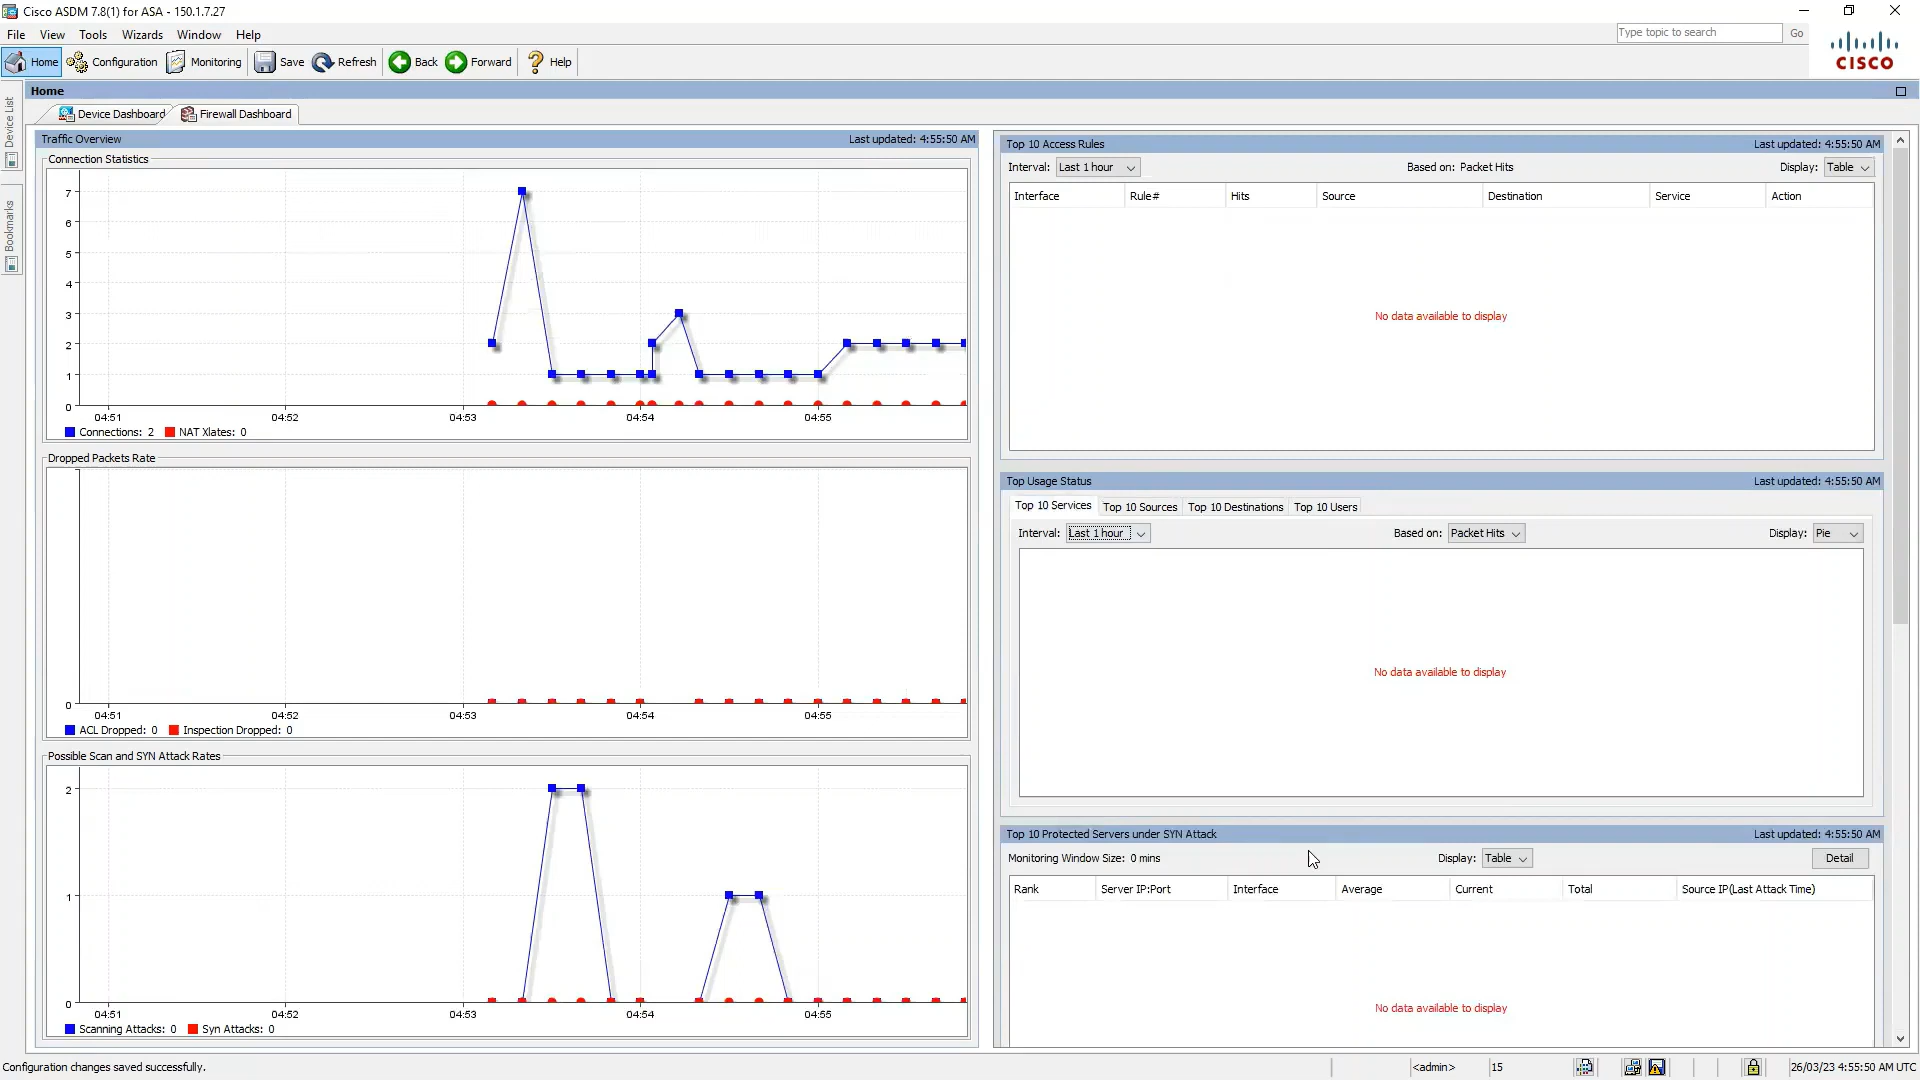 Cisco ASDM 7.8(1) for ASA - 150.1.7.27
File View Tools Wizards Window Help
Type topic to search Go
Home Configuration Monitoring Save Refresh Back Forward Help
CISCO
Device List
Bookmarks
Home
Device Dashboard Firewall Dashboard
Traffic Overview Last updated: 4:55:50 AM
Connection Statistics
7
6
5
4
3
2
1
0
04:51 04:52 04:53 04:54 04:55
Connections: 2 NAT Xlates: 0
Dropped Packets Rate
0
04:51 04:52 04:53 04:54 04:55
ACL Dropped: 0 Inspection Dropped: 0
Possible Scan and SYN Attack Rates
2
1
0
04:51 04:52 04:53 04:54 04:55
Scanning Attacks: 0 Syn Attacks: 0
Top 10 Access Rules Last updated: 4:55:50 AM
Interval: Last 1 hour Based on: Packet Hits Display: Table
Interface Rule# Hits Source Destination Service Action
No data available to display
Top Usage Status Last updated: 4:55:50 AM
Top 10 Services Top 10 Sources Top 10 Destinations Top 10 Users
Interval: Last 1 hour Based on: Packet Hits Display: Pie
No data available to display
Top 10 Protected Servers under SYN Attack Last updated: 4:55:50 AM
Monitoring Window Size: 0 mins Display: Table Detail
Rank Server IP:Port Interface Average Current Total Source IP(Last Attack Time)
No data available to display
Configuration changes saved successfully. <admin> 15 26/03/23 4:55:50 AM UTC